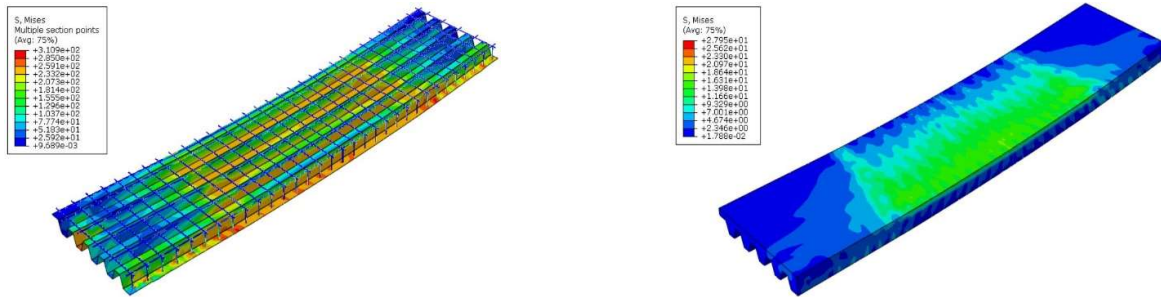 S, Mises
Multiple section points
(Avg: 75%)
+3.109e+02
+2.850e+02
+2.591e+02
+2.332e+02
+2.073e+02
+1.814e+02
+1.555e+02
+1.296e+02
+1.037e+02
+7.774e+01
+5.183e+01
+2.592e+01
+9.689e-03
S, Mises
(Avg: 75%)
+2.795e+01
+2.562e+01
+2.330e+01
+2.097e+01
+1.864e+01
+1.631e+01
+1.398e+01
+1.166e+01
+9.329e+00
+7.001e+00
+4.674e+00
+2.346e+00
+1.788e-02